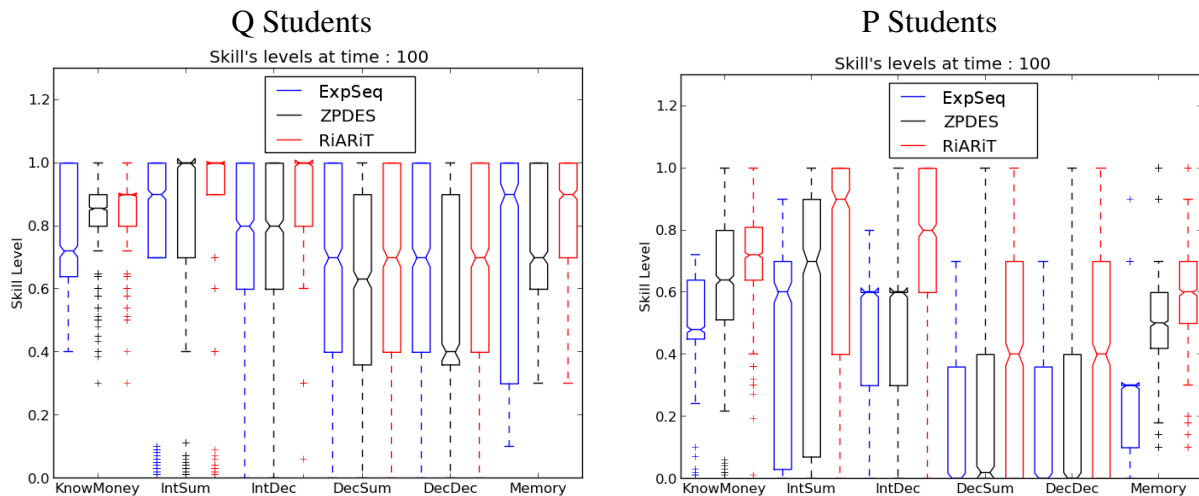 Q Students
Skill's levels at time : 100
ExpSeq
ZPDES
RiARiT
Skill Level
1.2
1.0
0.8
0.6
0.4
0.2
0.0
KnowMoney IntSum IntDec DecSum DecDec Memory
P Students
Skill's levels at time : 100
ExpSeq
ZPDES
RiARiT
Skill Level
1.2
1.0
0.8
0.6
0.4
0.2
0.0
KnowMoney IntSum IntDec DecSum DecDec Memory